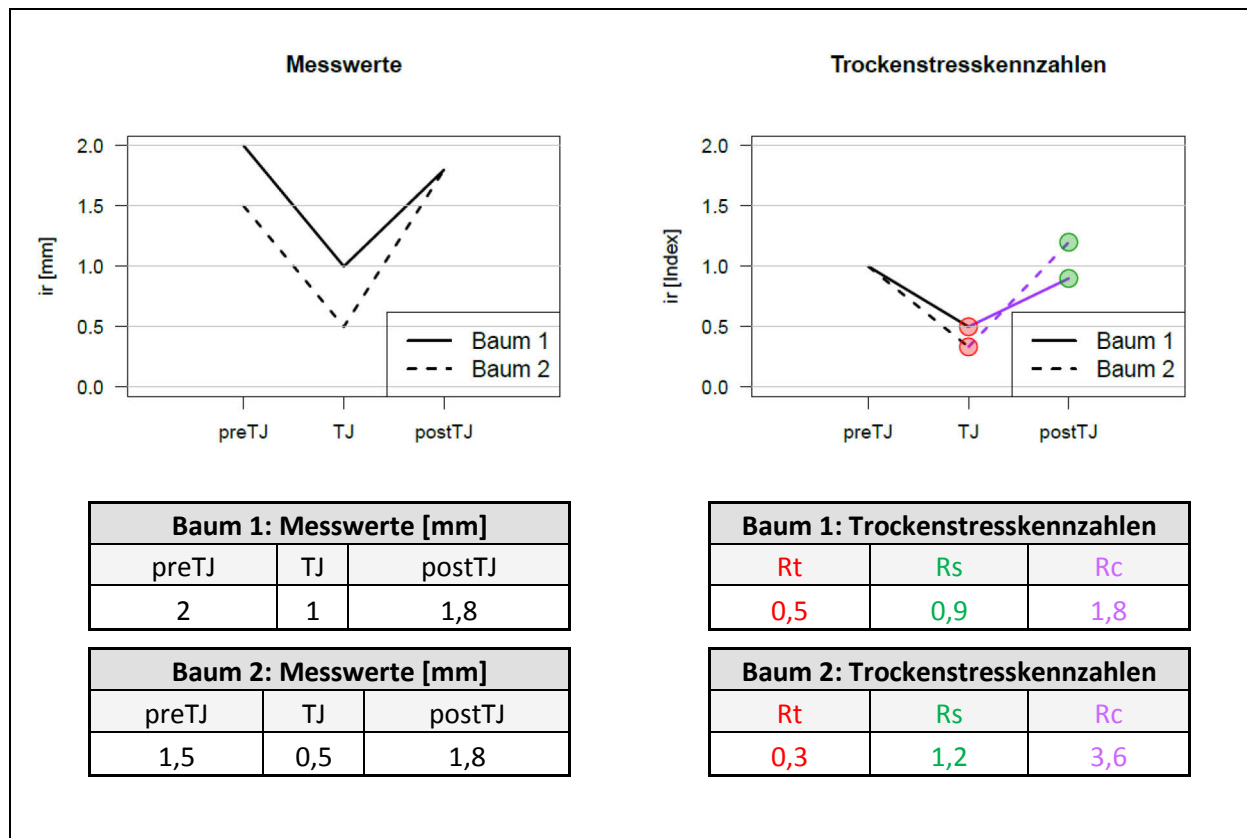 Messwerte
2.0
1.5
1.0
0.5
0.0
ir [mm]
Baum 1
Baum 2
preTJ TJ postTJ
Trockenstresskennzahlen
2.0
1.5
1.0
0.5
0.0
ir [Index]
Baum 1
Baum 2
preTJ TJ postTJ
Baum 1: Messwerte [mm]
preTJ TJ postTJ
2 1 1,8
Baum 2: Messwerte [mm]
preTJ TJ postTJ
1,5 0,5 1,8
Baum 1: Trockenstresskennzahlen
Rt Rs Rc
0,5 0,9 1,8
Baum 2: Trockenstresskennzahlen
Rt Rs Rc
0,3 1,2 3,6